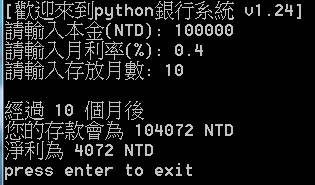 [歡迎來到python銀行系統 v1.24]
請輸入本金(NTD): 100000
請輸入月利率(%): 0.4
請輸入存放月數: 10
經過 10 個月後
您的存款會為 104072 NTD
淨利為 4072 NTD
press enter to exit